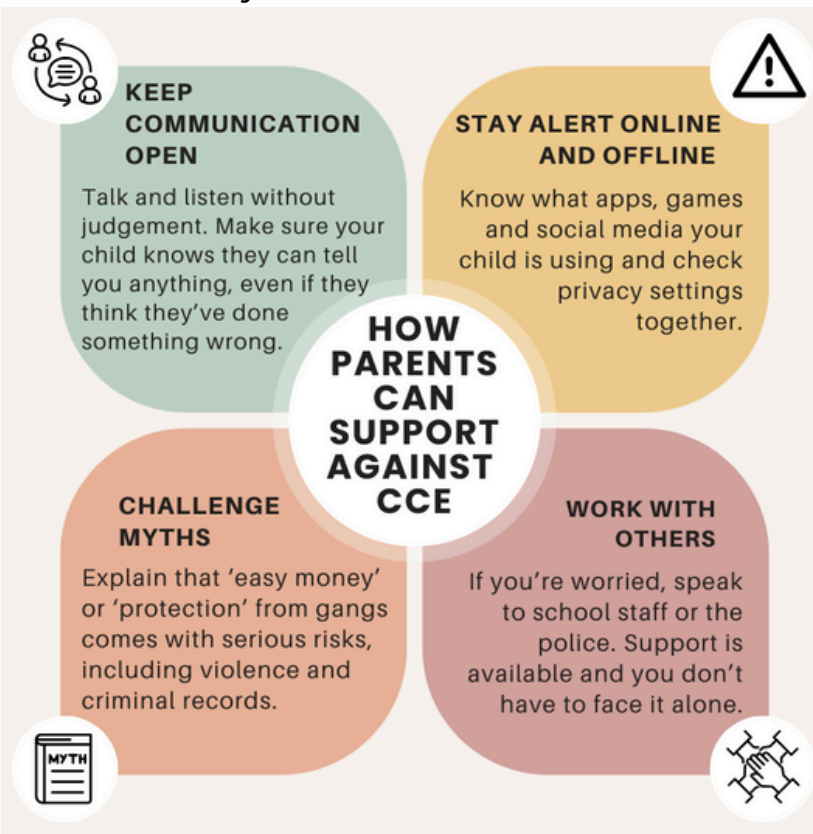 KEEP
COMMUNICATION
OPEN
Talk and listen without
judgement. Make sure your
child knows they can tell
you anything, even if they
think they’ve done
something wrong.
STAY ALERT ONLINE
AND OFFLINE
Know what apps, games
and social media your
child is using and check
privacy settings
together.
HOW
PARENTS
CAN
SUPPORT
AGAINST
CCE
CHALLENGE
MYTHS
Explain that ‘easy money’
or ‘protection’ from gangs
comes with serious risks,
including violence and
criminal records.
MYTH
WORK WITH
OTHERS
If you’re worried, speak
to school staff or the
police. Support is
available and you don’t
have to face it alone.